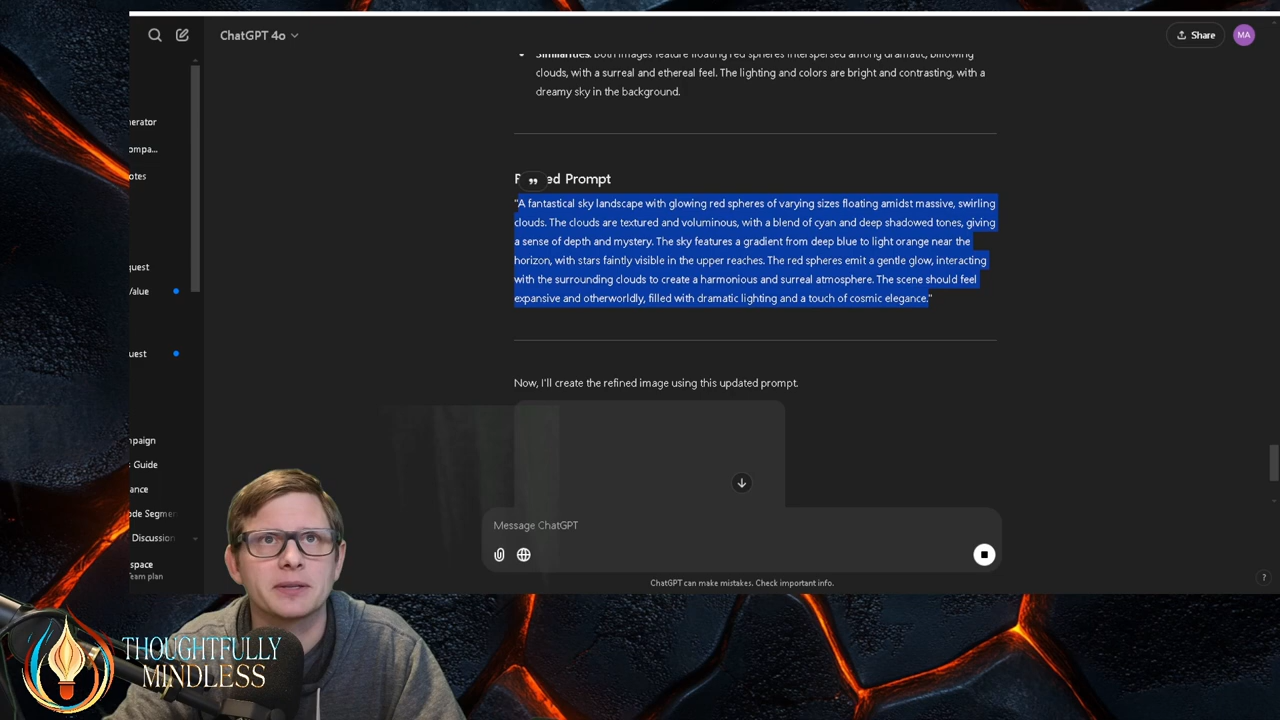 ChatGPT 4o
Share
MA
Similarities: Both images feature floating red spheres interspersed among dramatic, billowing
clouds, with a surreal and ethereal feel. The lighting and colors are bright and contrasting, with a
dreamy sky in the background.
nerator
ompa...
otes
quest
Value
uest
npaign
s Guide
ance
ode Segmen
Discussion
space
Team plan
ed Prompt
"A fantastical sky landscape with glowing red spheres of varying sizes floating amidst massive, swirling
clouds. The clouds are textured and voluminous, with a blend of cyan and deep shadowed tones, giving
a sense of depth and mystery. The sky features a gradient from deep blue to light orange near the
horizon, with stars faintly visible in the upper reaches. The red spheres emit a gentle glow, interacting
with the surrounding clouds to create a harmonious and surreal atmosphere. The scene should feel
expansive and otherworldly, filled with dramatic lighting and a touch of cosmic elegance."
Now, I'll create the refined image using this updated prompt.
Message ChatGPT
ChatGPT can make mistakes. Check important info.
?
THOUGHTFULLY
MINDLESS